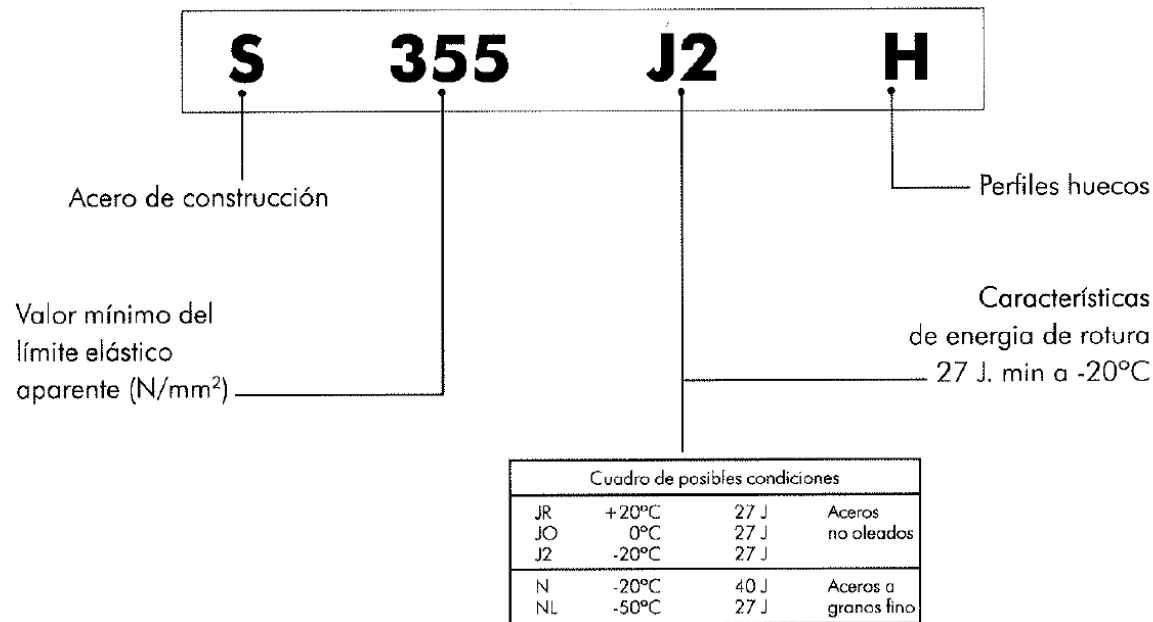 S 355 J2 H
Acero de construcción
Perfiles huecos
Valor mínimo del
límite elástico
aparente (N/mm²)
Características
de energia de rotura
27 J. min a -20°C
Cuadro de posibles condiciones
JR +20°C 27 J Aceros
JO 0°C 27 J no oleados
J2 -20°C 27 J
N -20°C 40 J Aceros a
NL -50°C 27 J granos fino